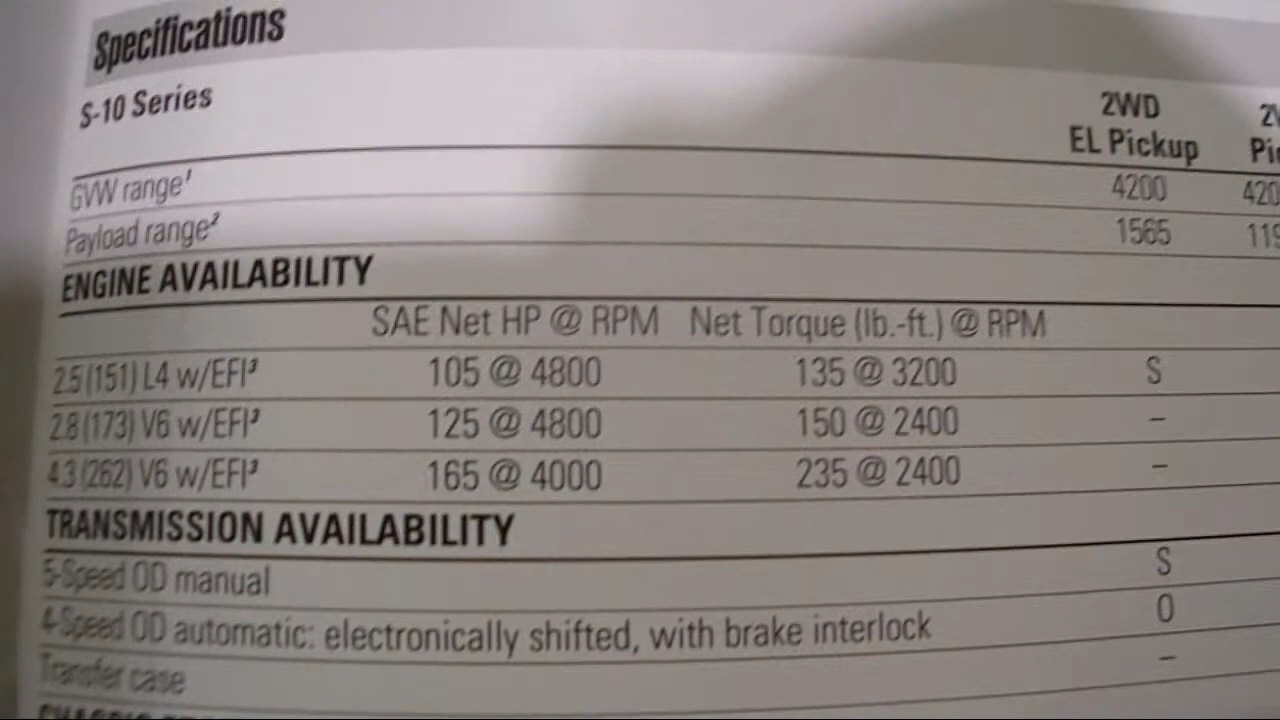 Specifications
S-10 Series 2WD
EL Pickup
GVW range¹ 4200
Payload range² 1565
ENGINE AVAILABILITY
SAE Net HP @ RPM Net Torque (lb.-ft.) @ RPM
2.5 (151) L4 w/EFI³ 105 @ 4800 135 @ 3200 S
2.8 (173) V6 w/EFI³ 125 @ 4800 150 @ 2400 –
4.3 (262) V6 w/EFI³ 165 @ 4000 235 @ 2400 –
TRANSMISSION AVAILABILITY
5-Speed OD manual S
4-Speed OD automatic: electronically shifted, with brake interlock O
Transfer case –